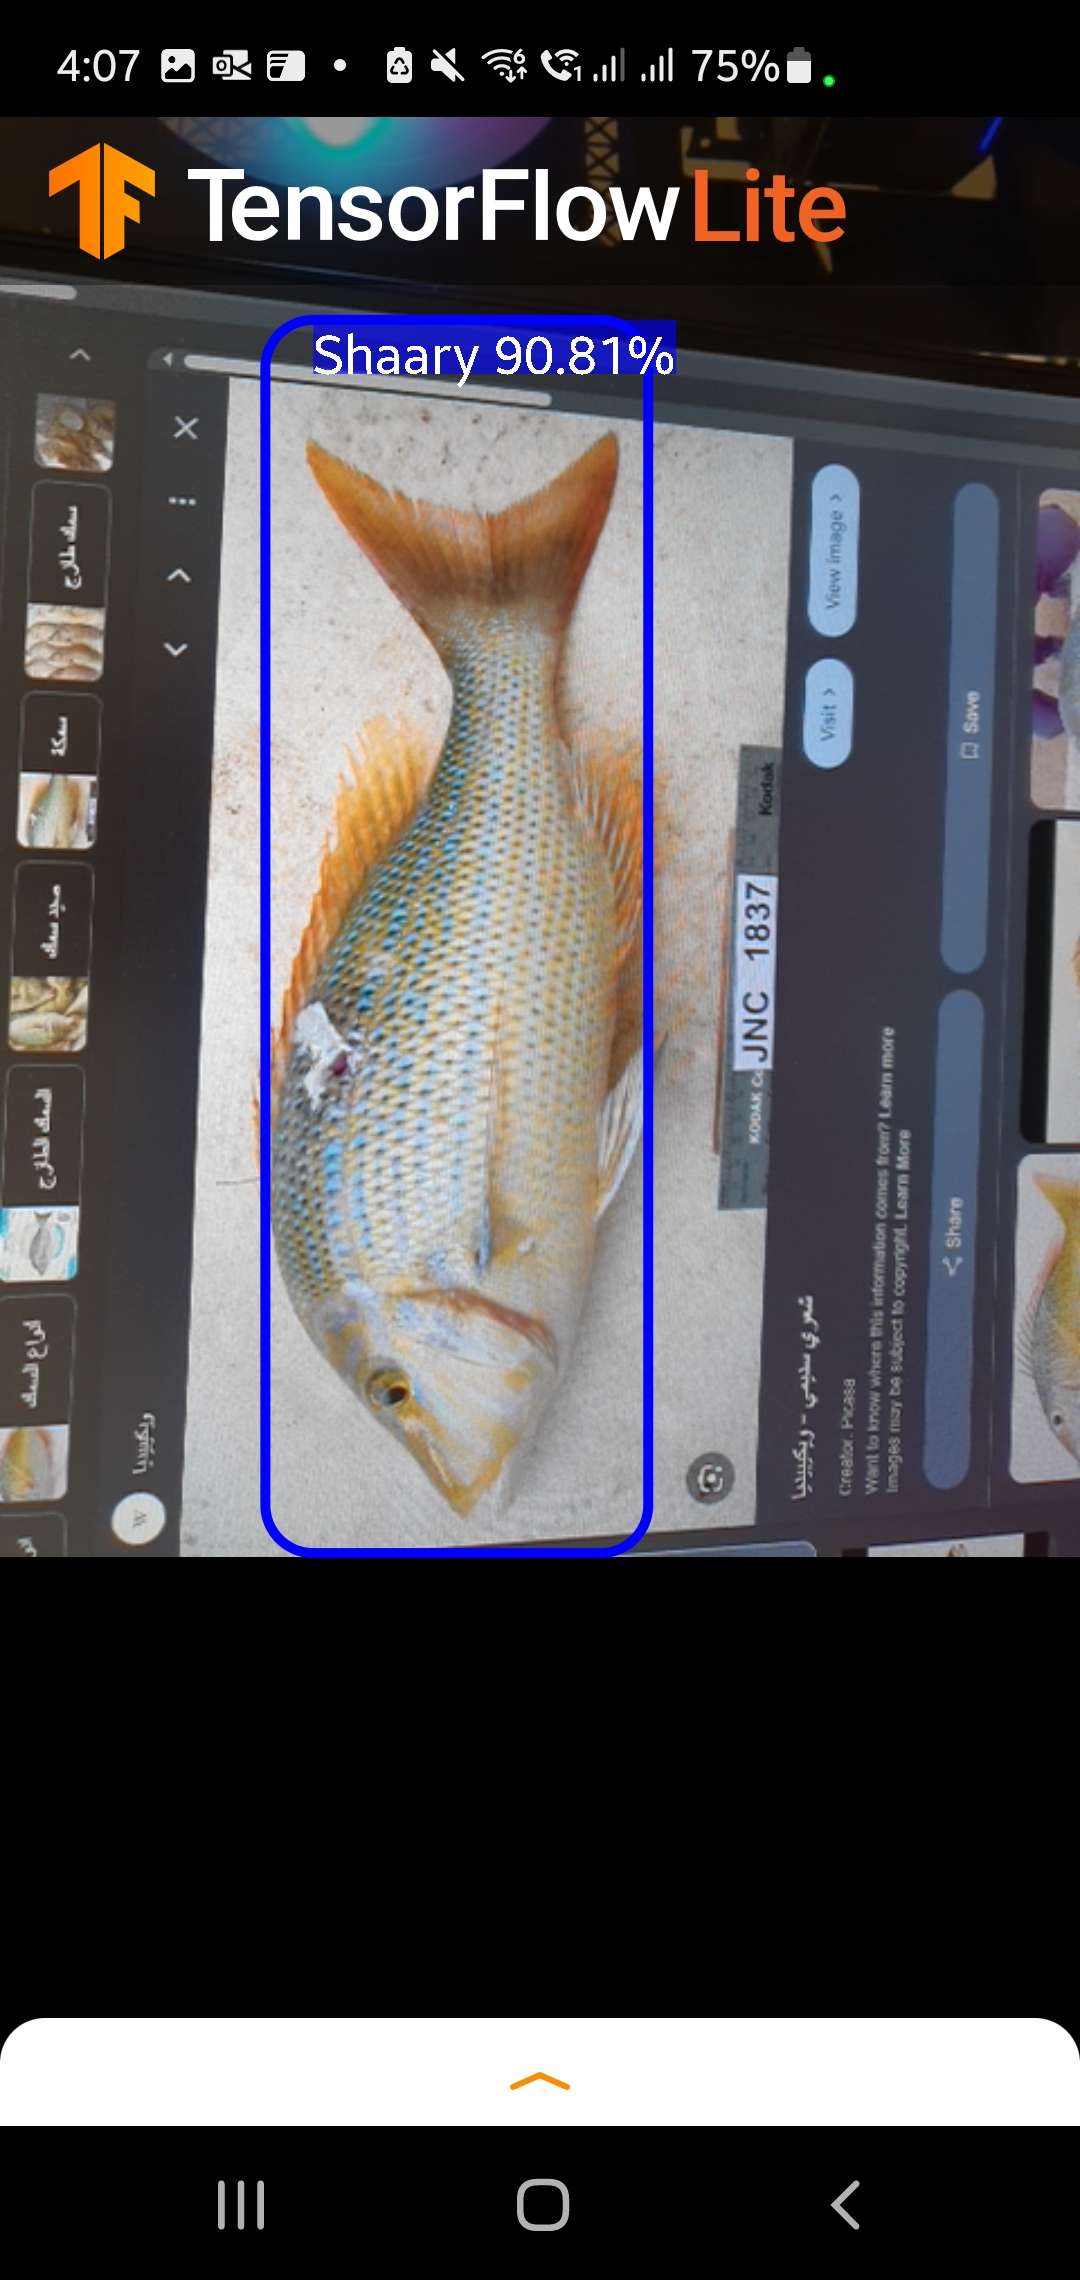 4:07
75%
TensorFlow Lite
Shaary 90.81%
سمك طازج
سمكة
صيد سمك
السمك الطازج
انواع السمك
ويكيبيديا
W
View image >
Visit >
Save
Share
Kodak
JNC 1837
KODAK
شعري سليمي - ويكيبيديا
Creator: Picasa
Want to know where this information comes from? Learn more
Images may be subject to copyright. Learn More